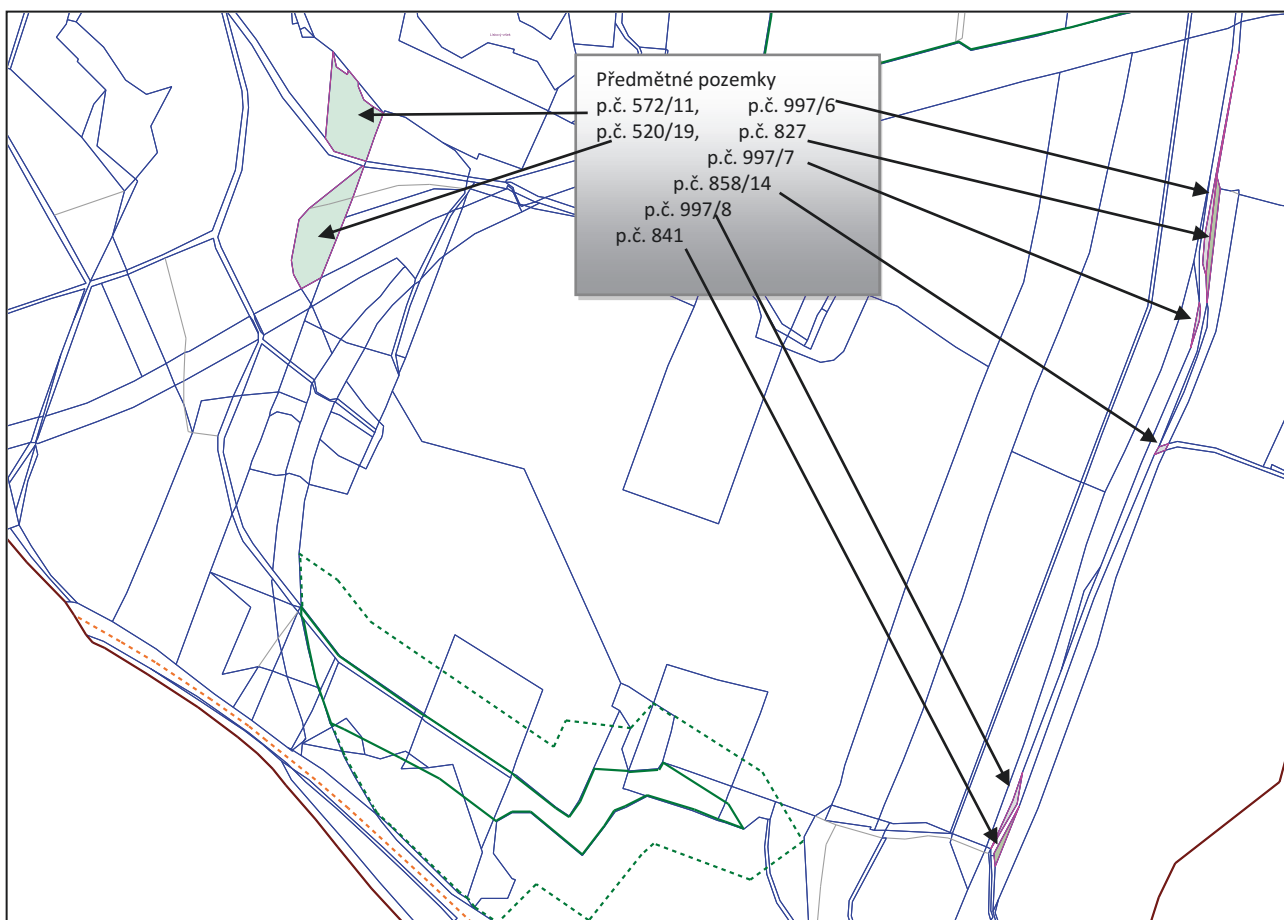 Předmětné pozemky
p.č. 572/11, p.č. 997/6
p.č. 520/19, p.č. 827
p.č. 997/7
p.č. 858/14
p.č. 997/8
p.č. 841